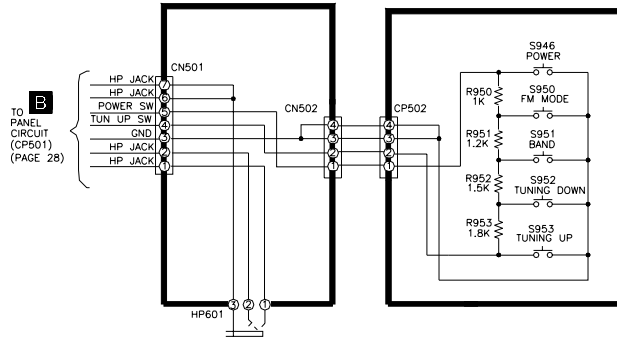 B
TO
PANEL
CIRCUIT
(CP501)
(PAGE 28)
CN501
HP JACK 7
HP JACK 6
POWER SW 5
TUN UP SW 4
GND 3
HP JACK 2
HP JACK 1
CN502
4
3
2
1
CP502
4
3
2
1
HP601
3 2 1
R950
1K
R951
1.2K
R952
1.5K
R953
1.8K
S946
POWER
S950
FM MODE
S951
BAND
S952
TUNING DOWN
S953
TUNING UP